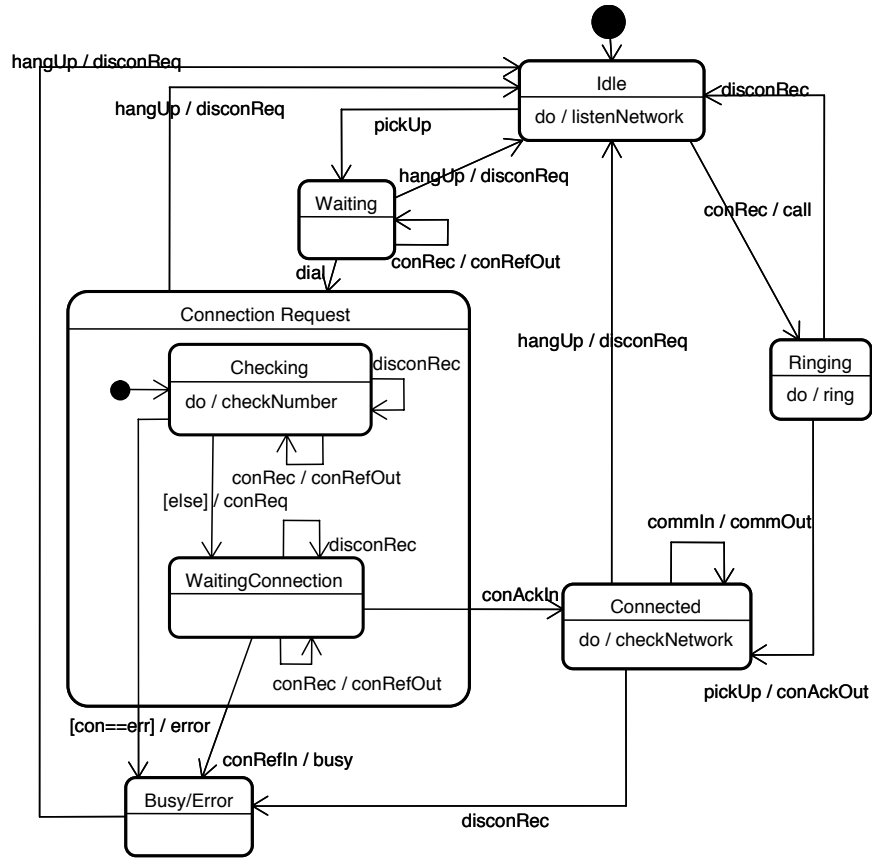 hangUp / disconReq
Idle
disconRec
hangUp / disconReq
do / listenNetwork
pickUp
hangUp / disconReq
Waiting
conRec / call
conRec / conRefOut
dial
Connection Request
hangUp / disconReq
Checking
disconRec
Ringing
do / checkNumber
do / ring
conRec / conRefOut
[else] / conReq
commIn / commOut
disconRec
WaitingConnection
conAckIn
Connected
do / checkNetwork
conRec / conRefOut
pickUp / conAckOut
[con==err] / error
conRefIn / busy
Busy/Error
disconRec